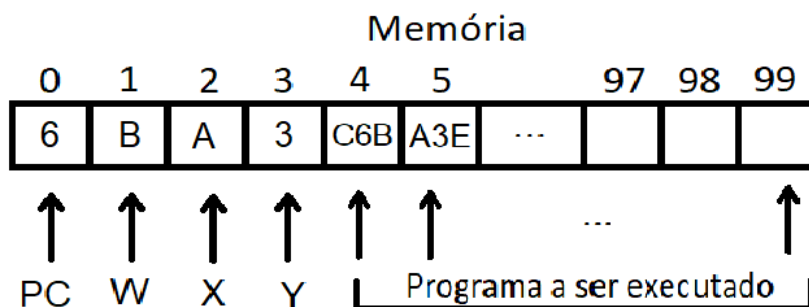 Memória
0 1 2 3 4 5 97 98 99
6 B A 3 C6B A3E ...
...
PC W X Y Programa a ser executado